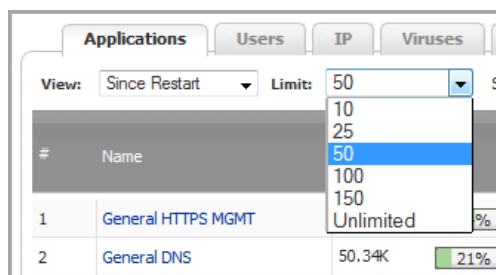 Applications Users IP Viruses
View: Since Restart Limit: 50
10
25
50
100
150
Unlimited
# Name
1 General HTTPS MGMT %
2 General DNS 50.34K 21%